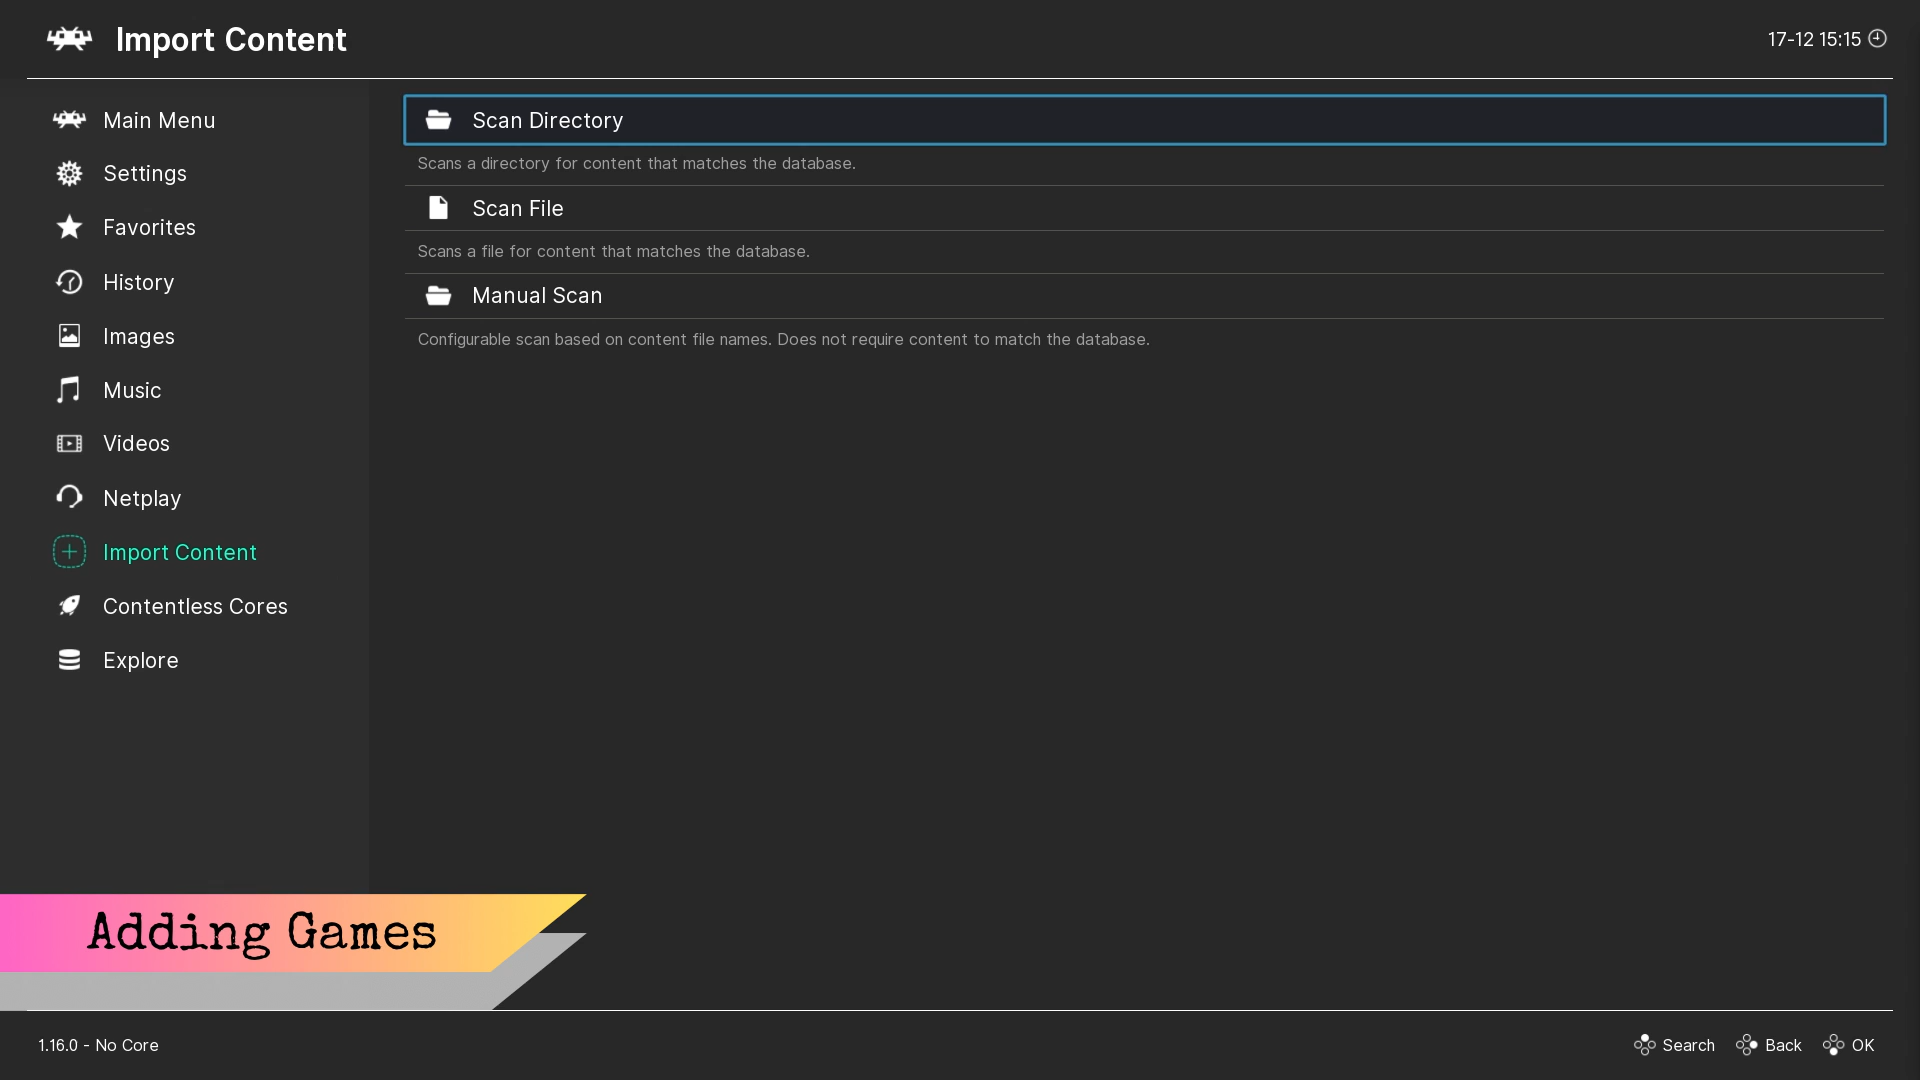 Import Content
17-12 15:15
Main Menu
Settings
Favorites
History
Images
Music
Videos
Netplay
Import Content
Contentless Cores
Explore
Scan Directory
Scans a directory for content that matches the database.
Scan File
Scans a file for content that matches the database.
Manual Scan
Configurable scan based on content file names. Does not require content to match the database.
Adding Games
1.16.0 - No Core
Search Back OK